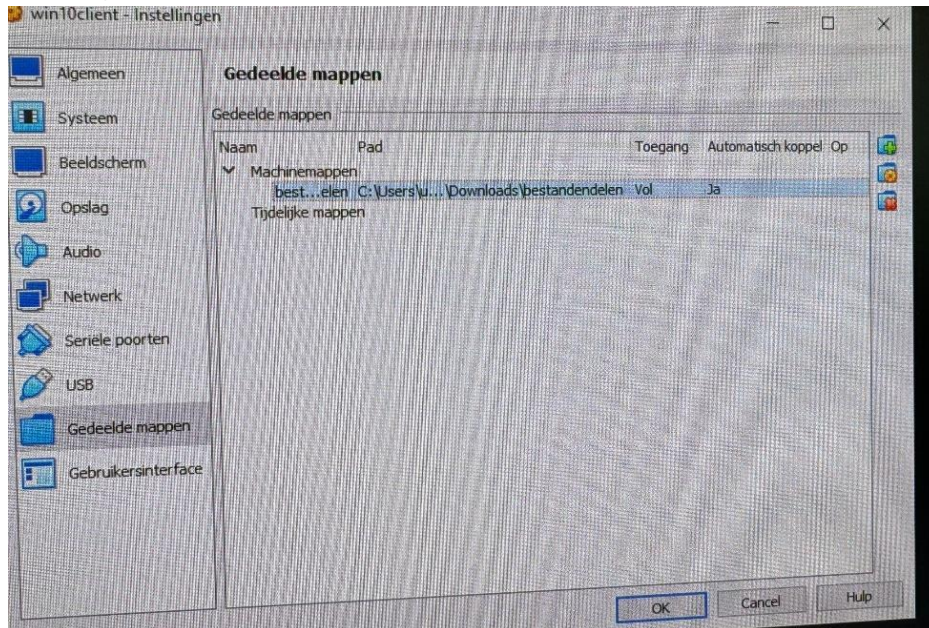 win10client - Instellingen
Algemeen
Systeem
Beeldscherm
Opslag
Audio
Netwerk
Seriële poorten
USB
Gedeelde mappen
Gebruikersinterface
Gedeelde mappen
Gedeelde mappen
Naam Pad Toegang Automatisch koppel Op
Machinemappen
best...elen C:\Users\u...\Downloads\bestandendelen Vol Ja
Tijdelijke mappen
OK Cancel Hulp